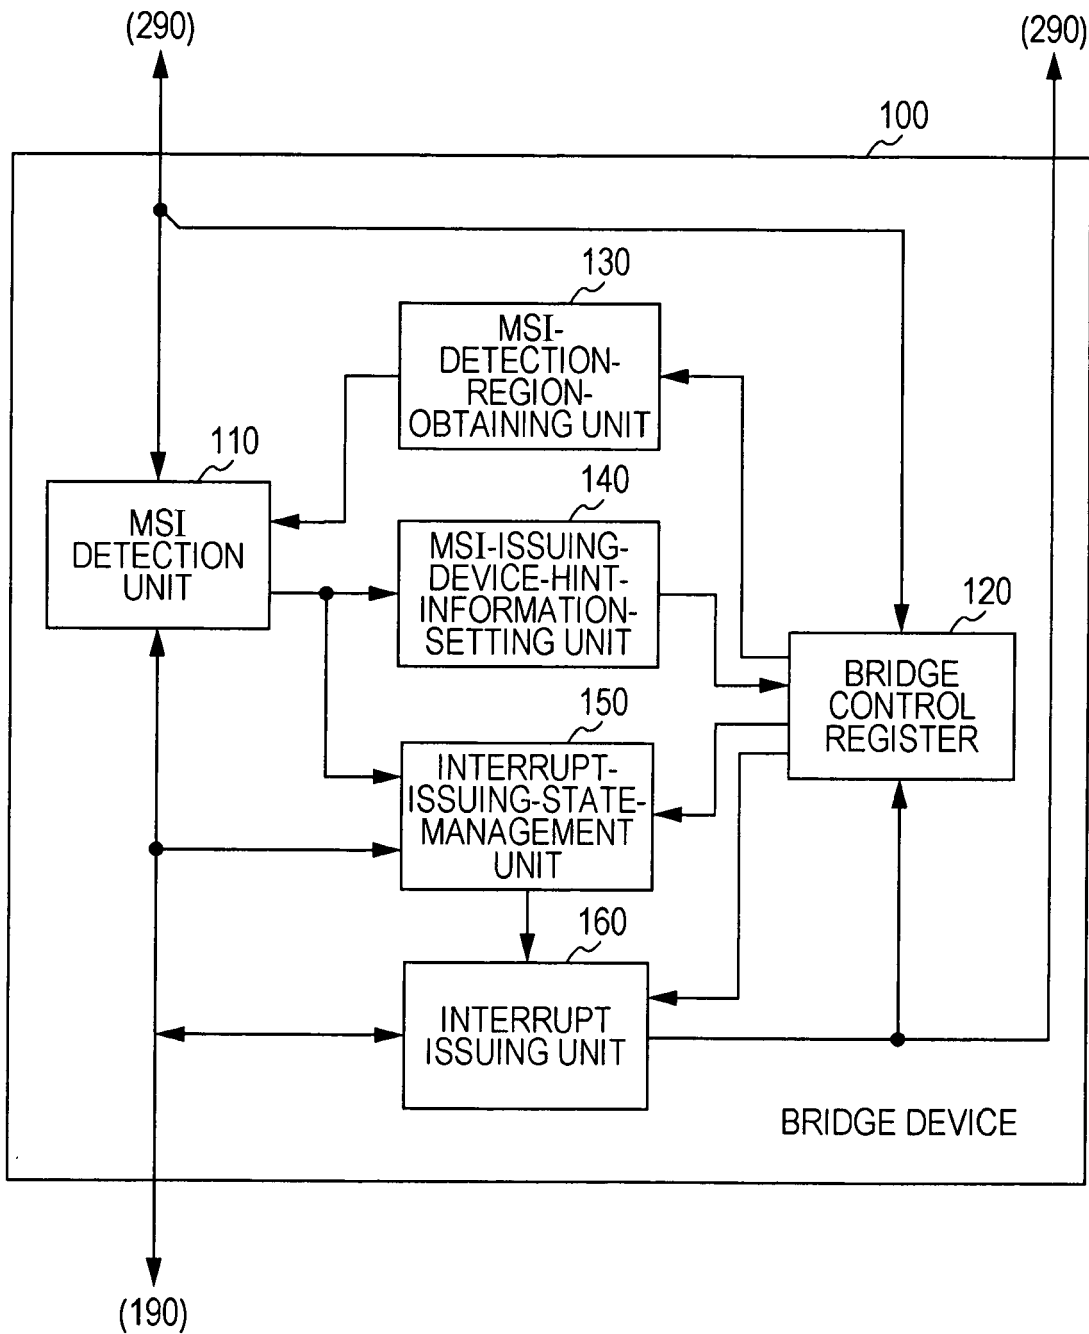 (290)
(290)
100
130
MSI-
DETECTION-
REGION-
OBTAINING UNIT
110
MSI
DETECTION
UNIT
140
MSI-ISSUING-
DEVICE-HINT-
INFORMATION-
SETTING UNIT
120
BRIDGE
CONTROL
REGISTER
150
INTERRUPT-
ISSUING-STATE-
MANAGEMENT
UNIT
160
INTERRUPT
ISSUING UNIT
BRIDGE DEVICE
(190)